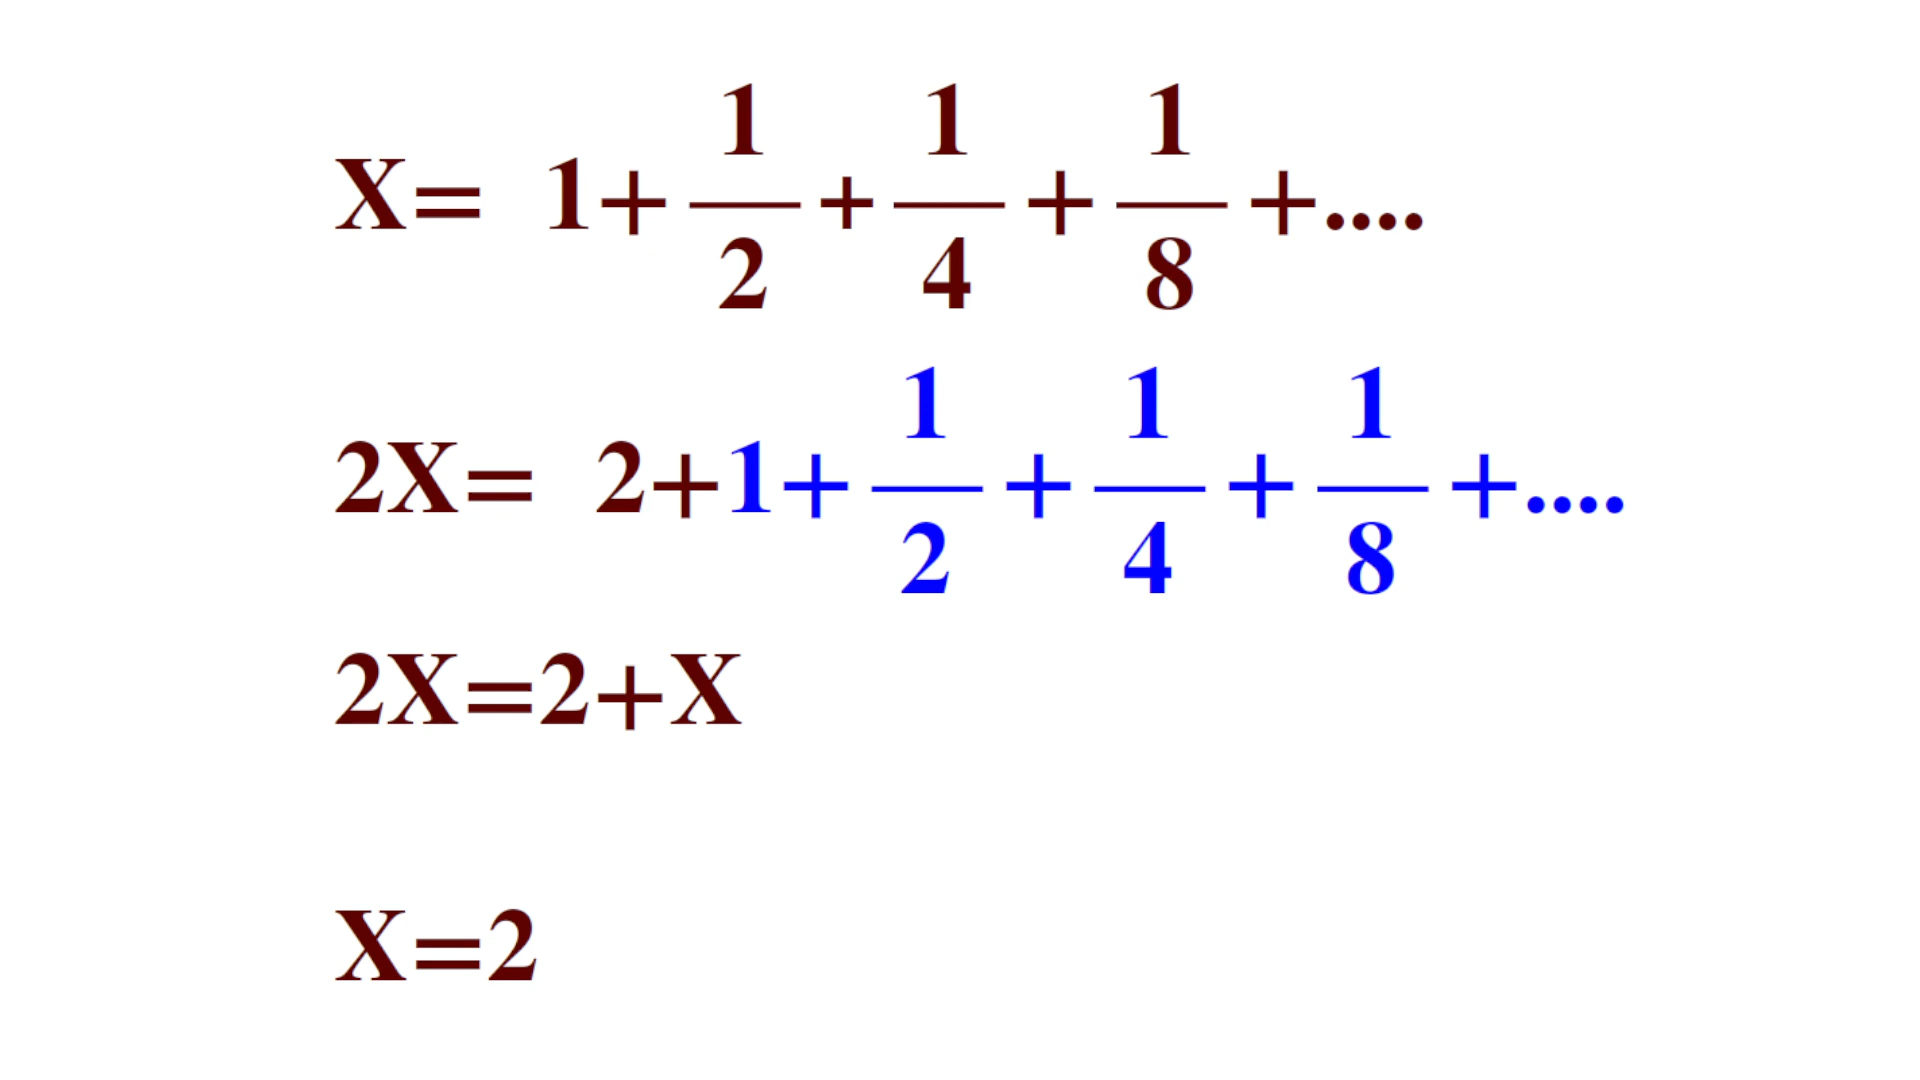 X= 1+1/2+1/4+1/8+....
2X= 2+1+1/2+1/4+1/8+....
2X=2+X
X=2